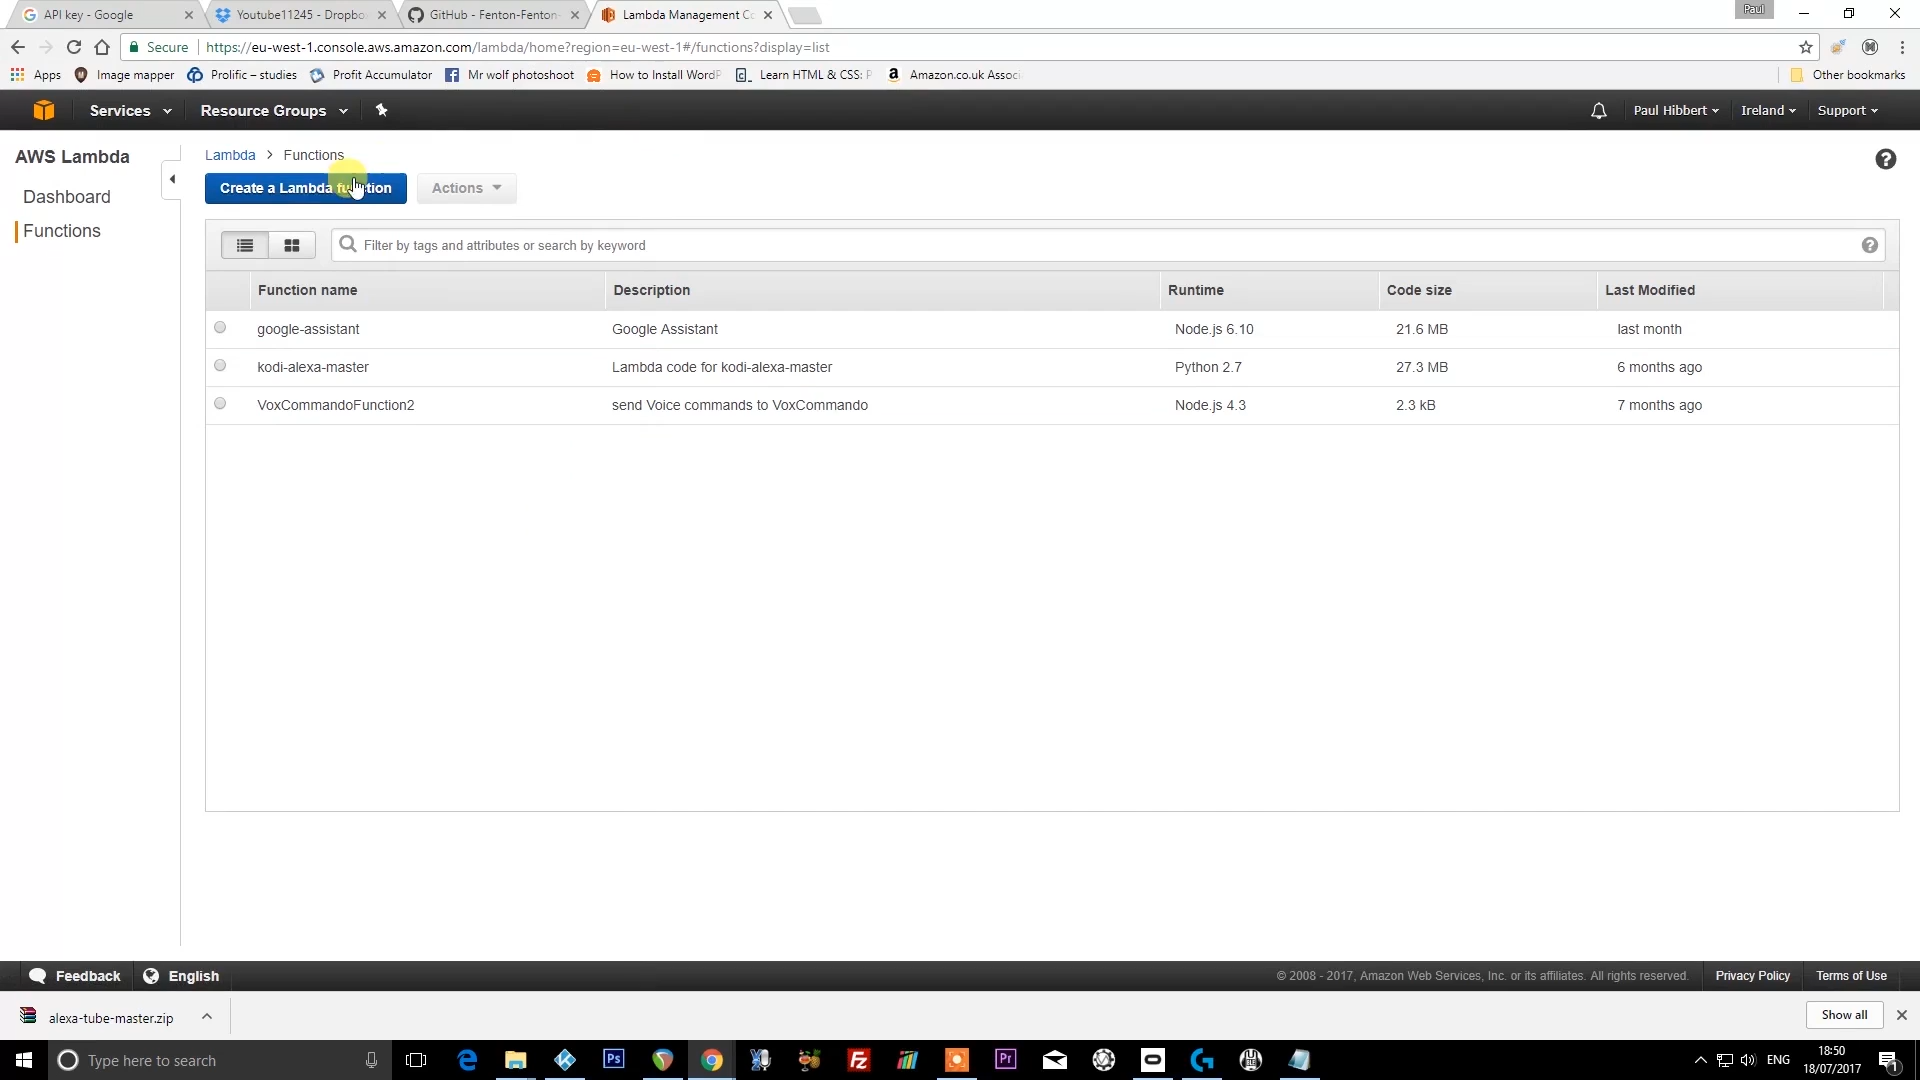 API key - Google
Youtube11245 - Dropbo
GitHub - Fenton-Fenton-
Lambda Management Co
Paul
Secure
https://eu-west-1.console.aws.amazon.com/lambda/home?region=eu-west-1#/functions?display=list
Apps
Image mapper
Prolific – studies
Profit Accumulator
Mr wolf photoshoot
How to Install WordP
Learn HTML & CSS: P
Amazon.co.uk Associ
Other bookmarks
Services
Resource Groups
Paul Hibbert
Ireland
Support
AWS Lambda
Dashboard
Functions
Lambda > Functions
Create a Lambda function
Actions
Filter by tags and attributes or search by keyword
Function name Description Runtime Code size Last Modified
google-assistant Google Assistant Node.js 6.10 21.6 MB last month
kodi-alexa-master Lambda code for kodi-alexa-master Python 2.7 27.3 MB 6 months ago
VoxCommandoFunction2 send Voice commands to VoxCommando Node.js 4.3 2.3 kB 7 months ago
Feedback
English
© 2008 - 2017, Amazon Web Services, Inc. or its affiliates. All rights reserved.
Privacy Policy
Terms of Use
alexa-tube-master.zip
Show all
Type here to search
Ps
Fz
Pr
ENG
18:50
18/07/2017
1